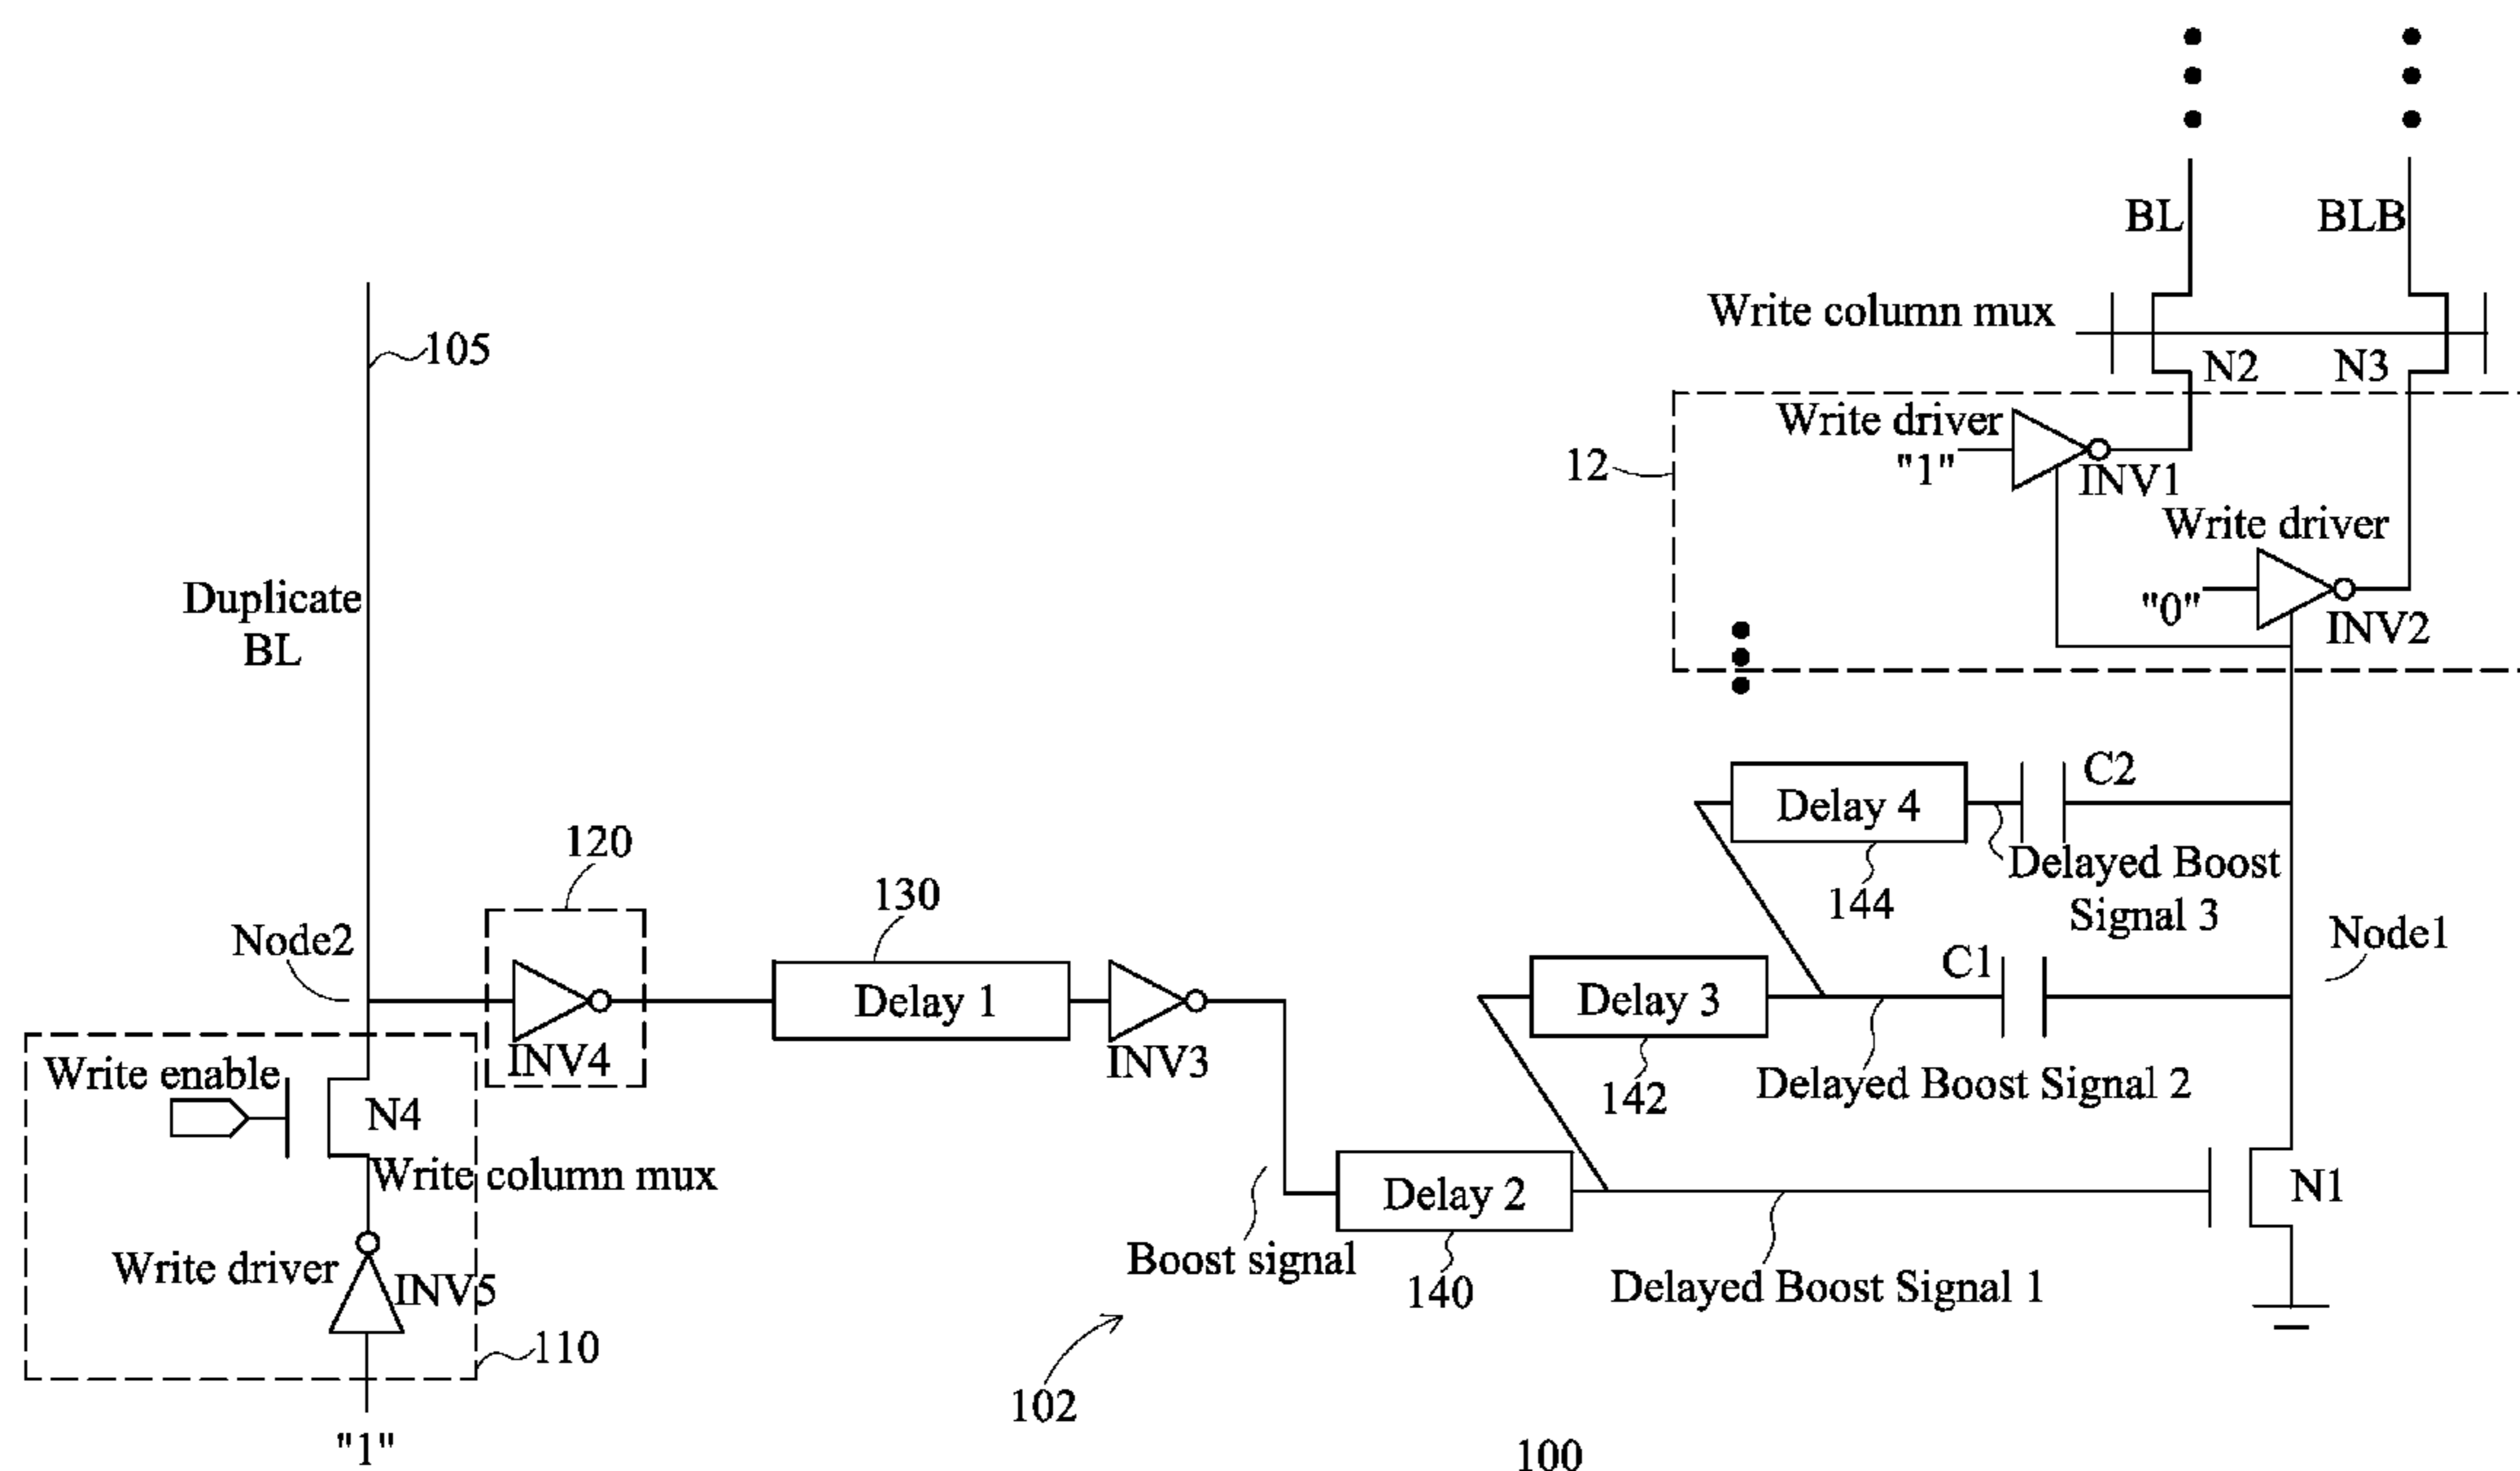 BL
BLB
Write column mux
105
N2
N3
Write driver
12
"1"
INV1
Write driver
"0"
INV2
Duplicate
BL
C2
Delay 4
120
Delayed Boost
Signal 3
130
144
Node2
Node1
C1
Delay 1
Delay 3
INV4
INV3
Write enable
142
Delayed Boost Signal 2
N4
Write column mux
Delay 2
N1
Boost signal
Write driver
INV5
140
Delayed Boost Signal 1
110
102
"1"
100